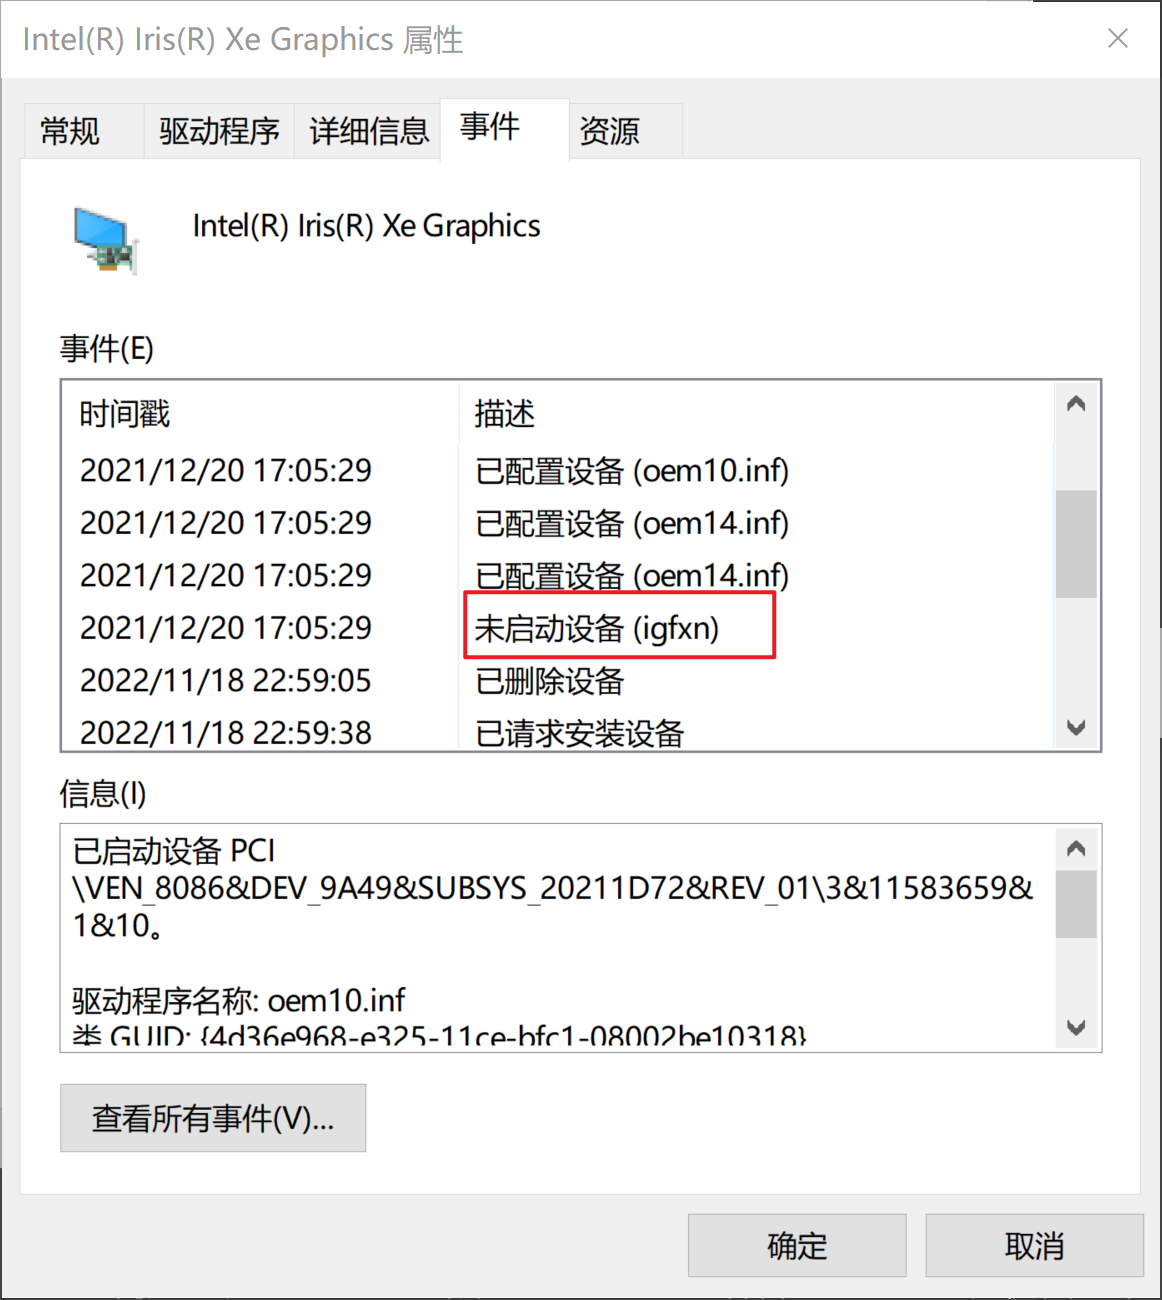 Intel(R) Iris(R) Xe Graphics 属性
常规 驱动程序 详细信息 事件 资源
Intel(R) Iris(R) Xe Graphics
事件(E)
时间戳 描述
2021/12/20 17:05:29 已配置设备 (oem10.inf)
2021/12/20 17:05:29 已配置设备 (oem14.inf)
2021/12/20 17:05:29 已配置设备 (oem14.inf)
2021/12/20 17:05:29 未启动设备 (igfxn)
2022/11/18 22:59:05 已删除设备
2022/11/18 22:59:38 已请求安装设备
信息(I)
已启动设备 PCI
\VEN_8086&DEV_9A49&SUBSYS_20211D72&REV_01\3&11583659&
1&10。
驱动程序名称: oem10.inf
类 GUID: {4d36e968-e325-11ce-bfc1-08002be10318}
查看所有事件(V)...
确定 取消